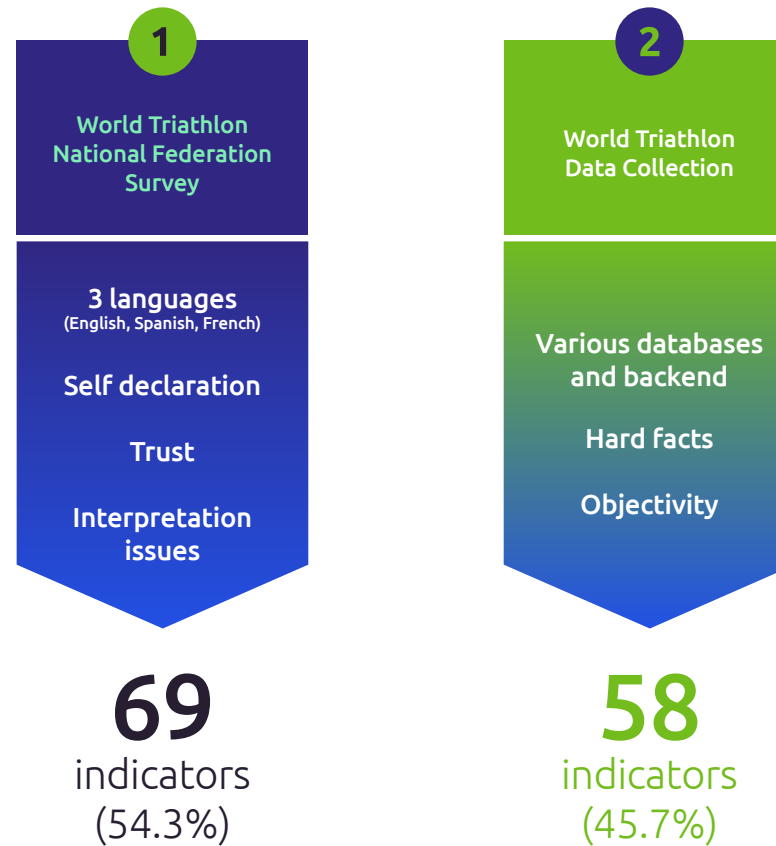 1
World Triathlon
National Federation
Survey
3 languages
(English, Spanish, French)
Self declaration
Trust
Interpretation
issues
69
indicators
(54.3%)
2
World Triathlon
Data Collection
Various databases
and backend
Hard facts
Objectivity
58
indicators
(45.7%)